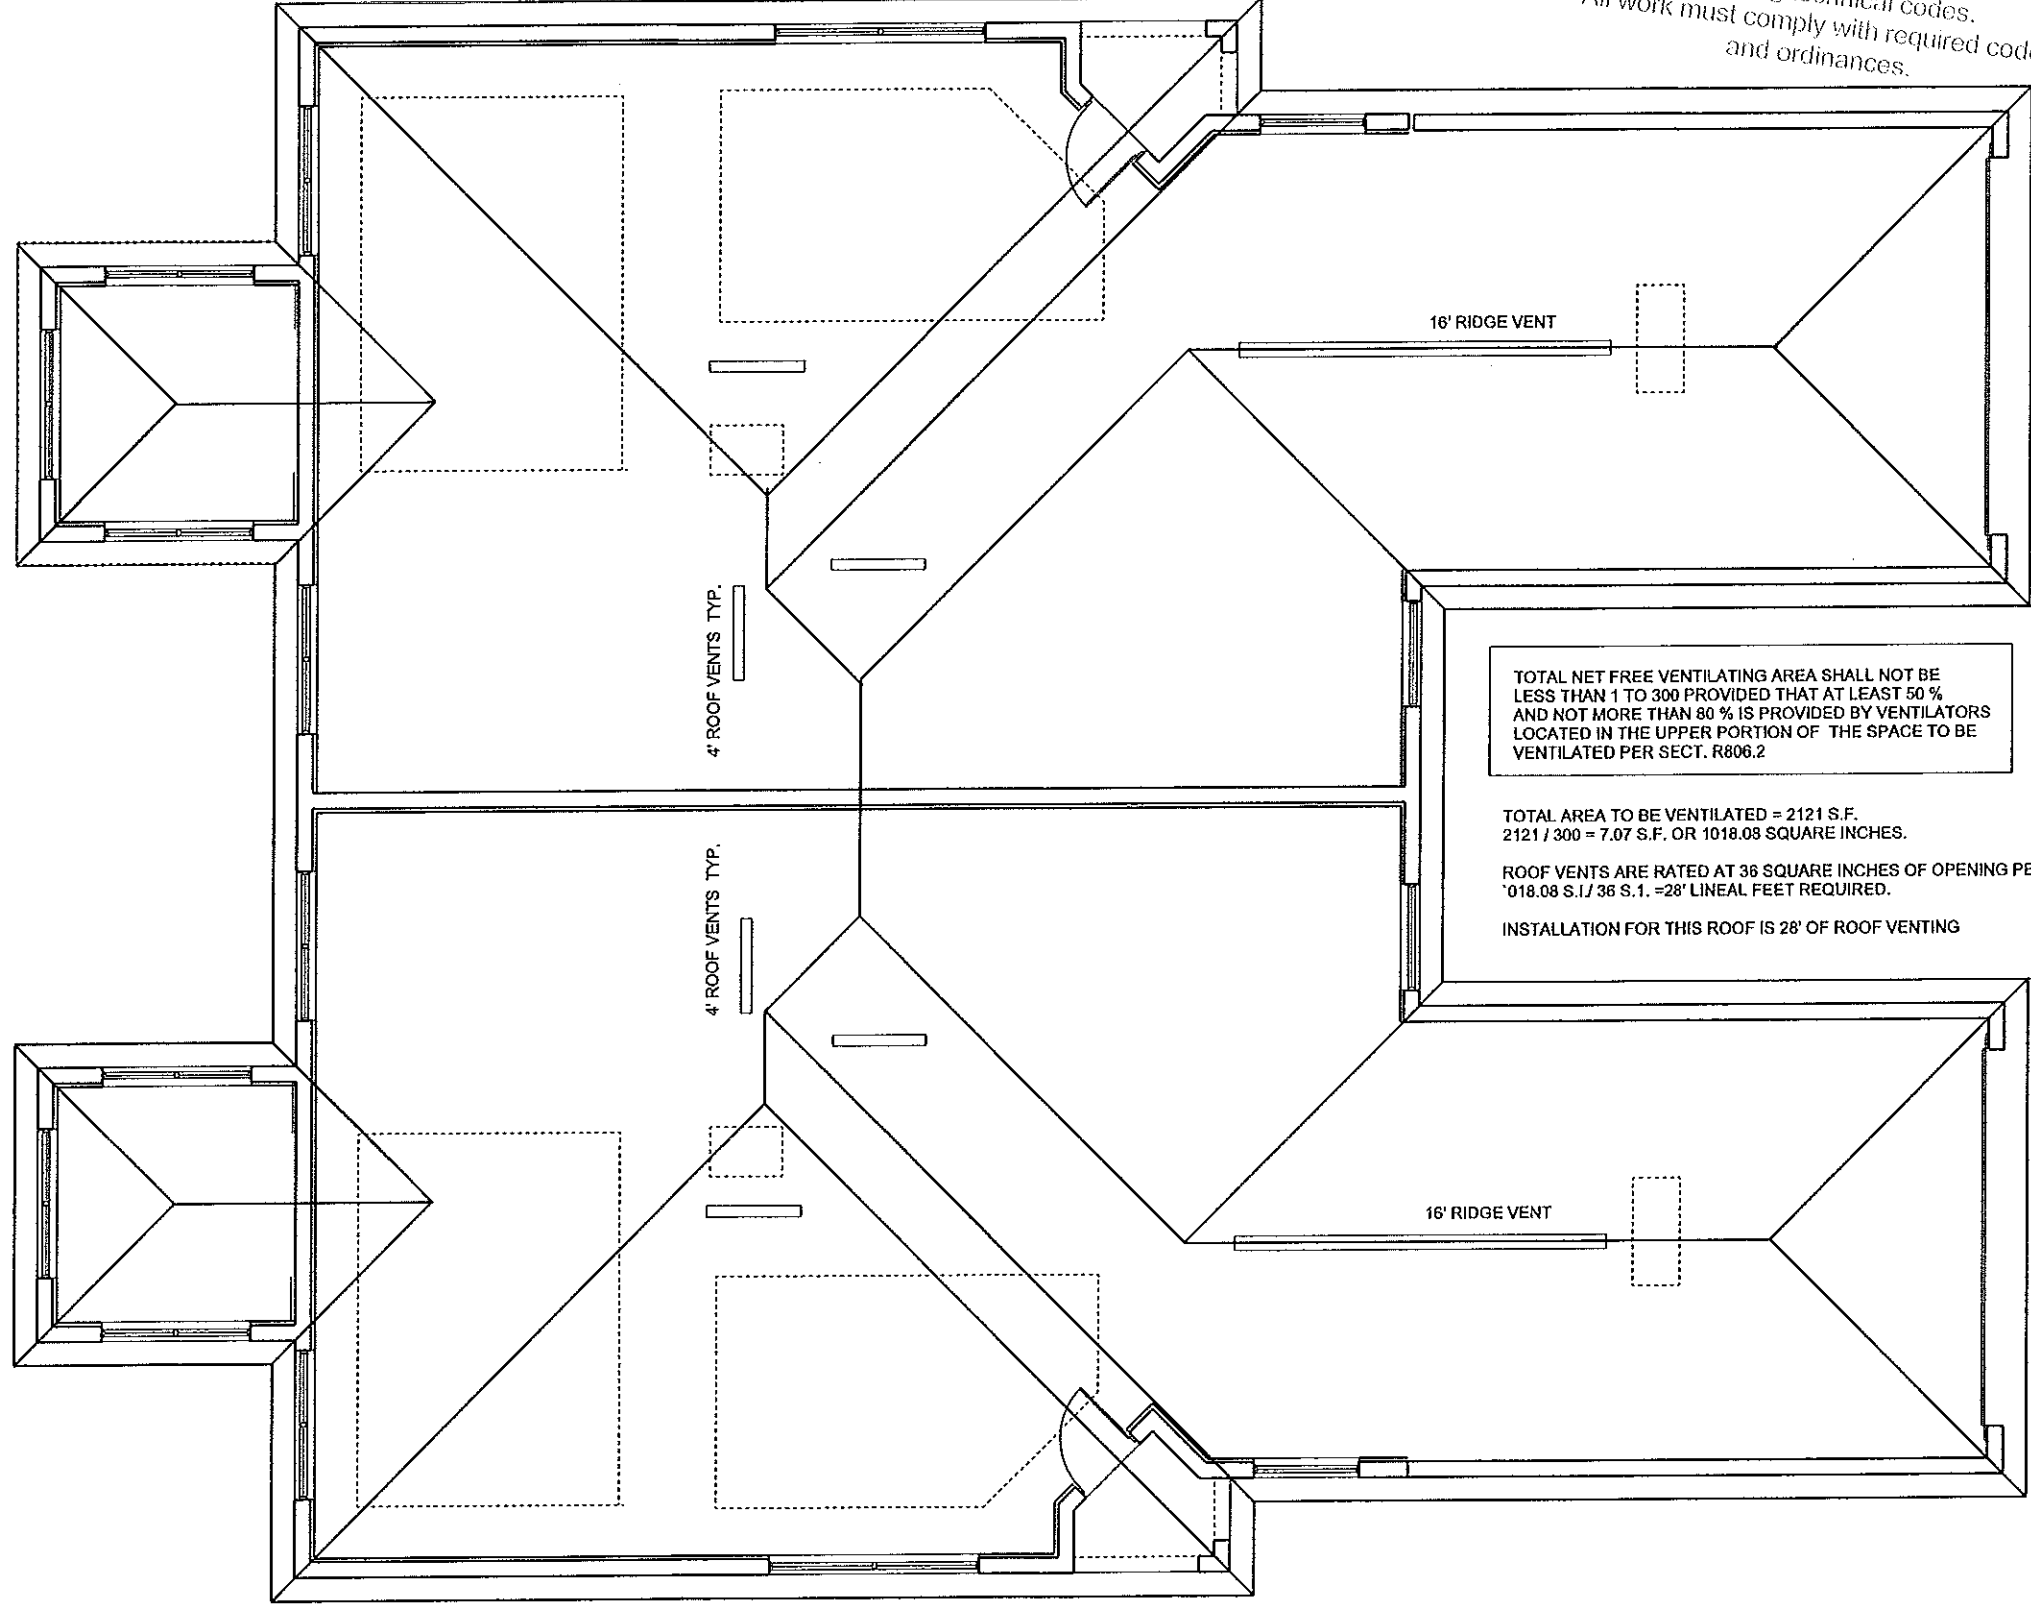 technical codes.
All work must comply with required
and ordinances.
16' RIDGE VENT
4' ROOF VENTS TYP.
TOTAL NET FREE VENTILATING AREA SHALL NOT BE
LESS THAN 1 TO 300 PROVIDED THAT AT LEAST 50 %
AND NOT MORE THAN 80 % IS PROVIDED BY VENTILATORS
LOCATED IN THE UPPER PORTION OF THE SPACE TO BE
VENTILATED PER SECT. R806.2
TOTAL AREA TO BE VENTILATED = 2121 S.F.
2121 / 300 = 7.07 S.F. OR 1018.08 SQUARE INCHES.
ROOF VENTS ARE RATED AT 36 SQUARE INCHES OF OPENING PE
'018.08 S.I./ 36 S.1. =28' LINEAL FEET REQUIRED.
INSTALLATION FOR THIS ROOF IS 28' OF ROOF VENTING
4' ROOF VENTS TYP.
16' RIDGE VENT